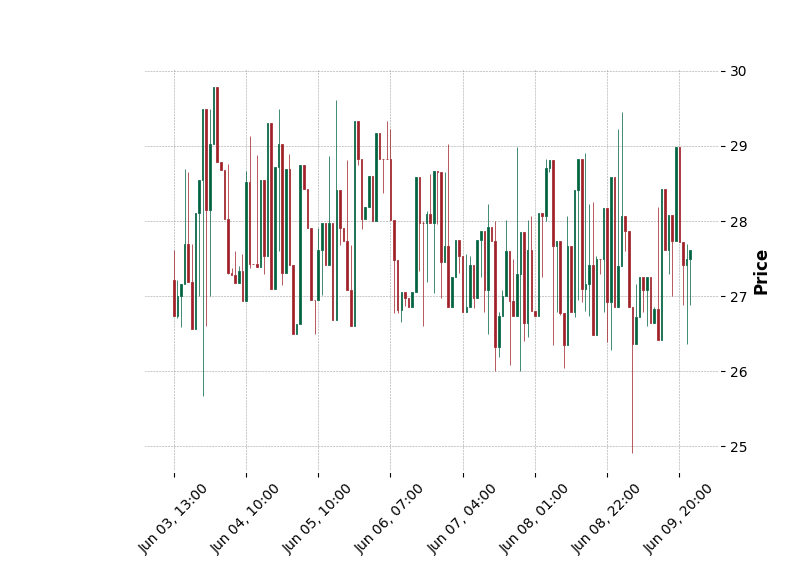 30
29
28
27
26
25
Price
Jun 03, 13:00
Jun 04, 10:00
Jun 05, 10:00
Jun 06, 07:00
Jun 07, 04:00
Jun 08, 01:00
Jun 08, 22:00
Jun 09, 20:00